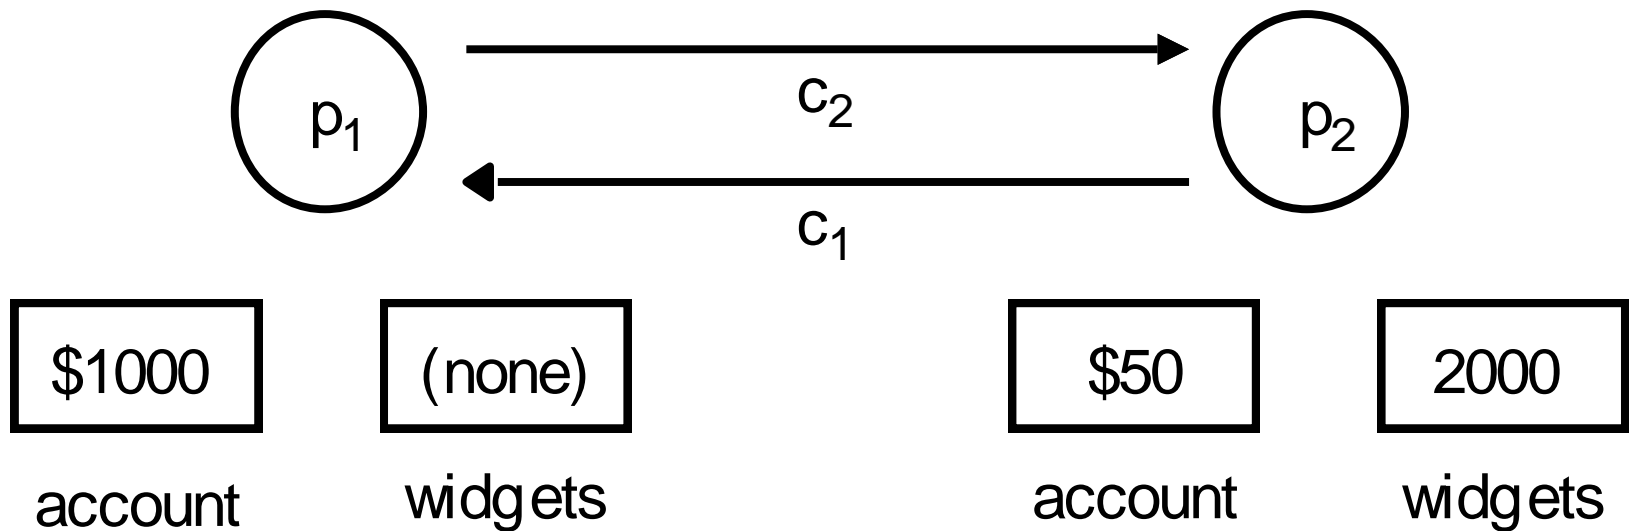 p1 c2 p2
c1
$1000 (none) $50 2000
account widgets account widgets